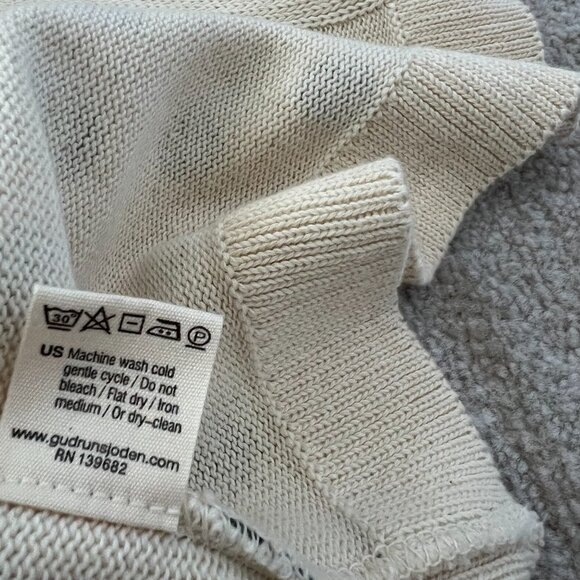 30° P
US Machine wash cold
gentle cycle / Do not
bleach / Flat dry / Iron
medium / Or dry–clean
www.gudrunsjoden.com
RN 139682